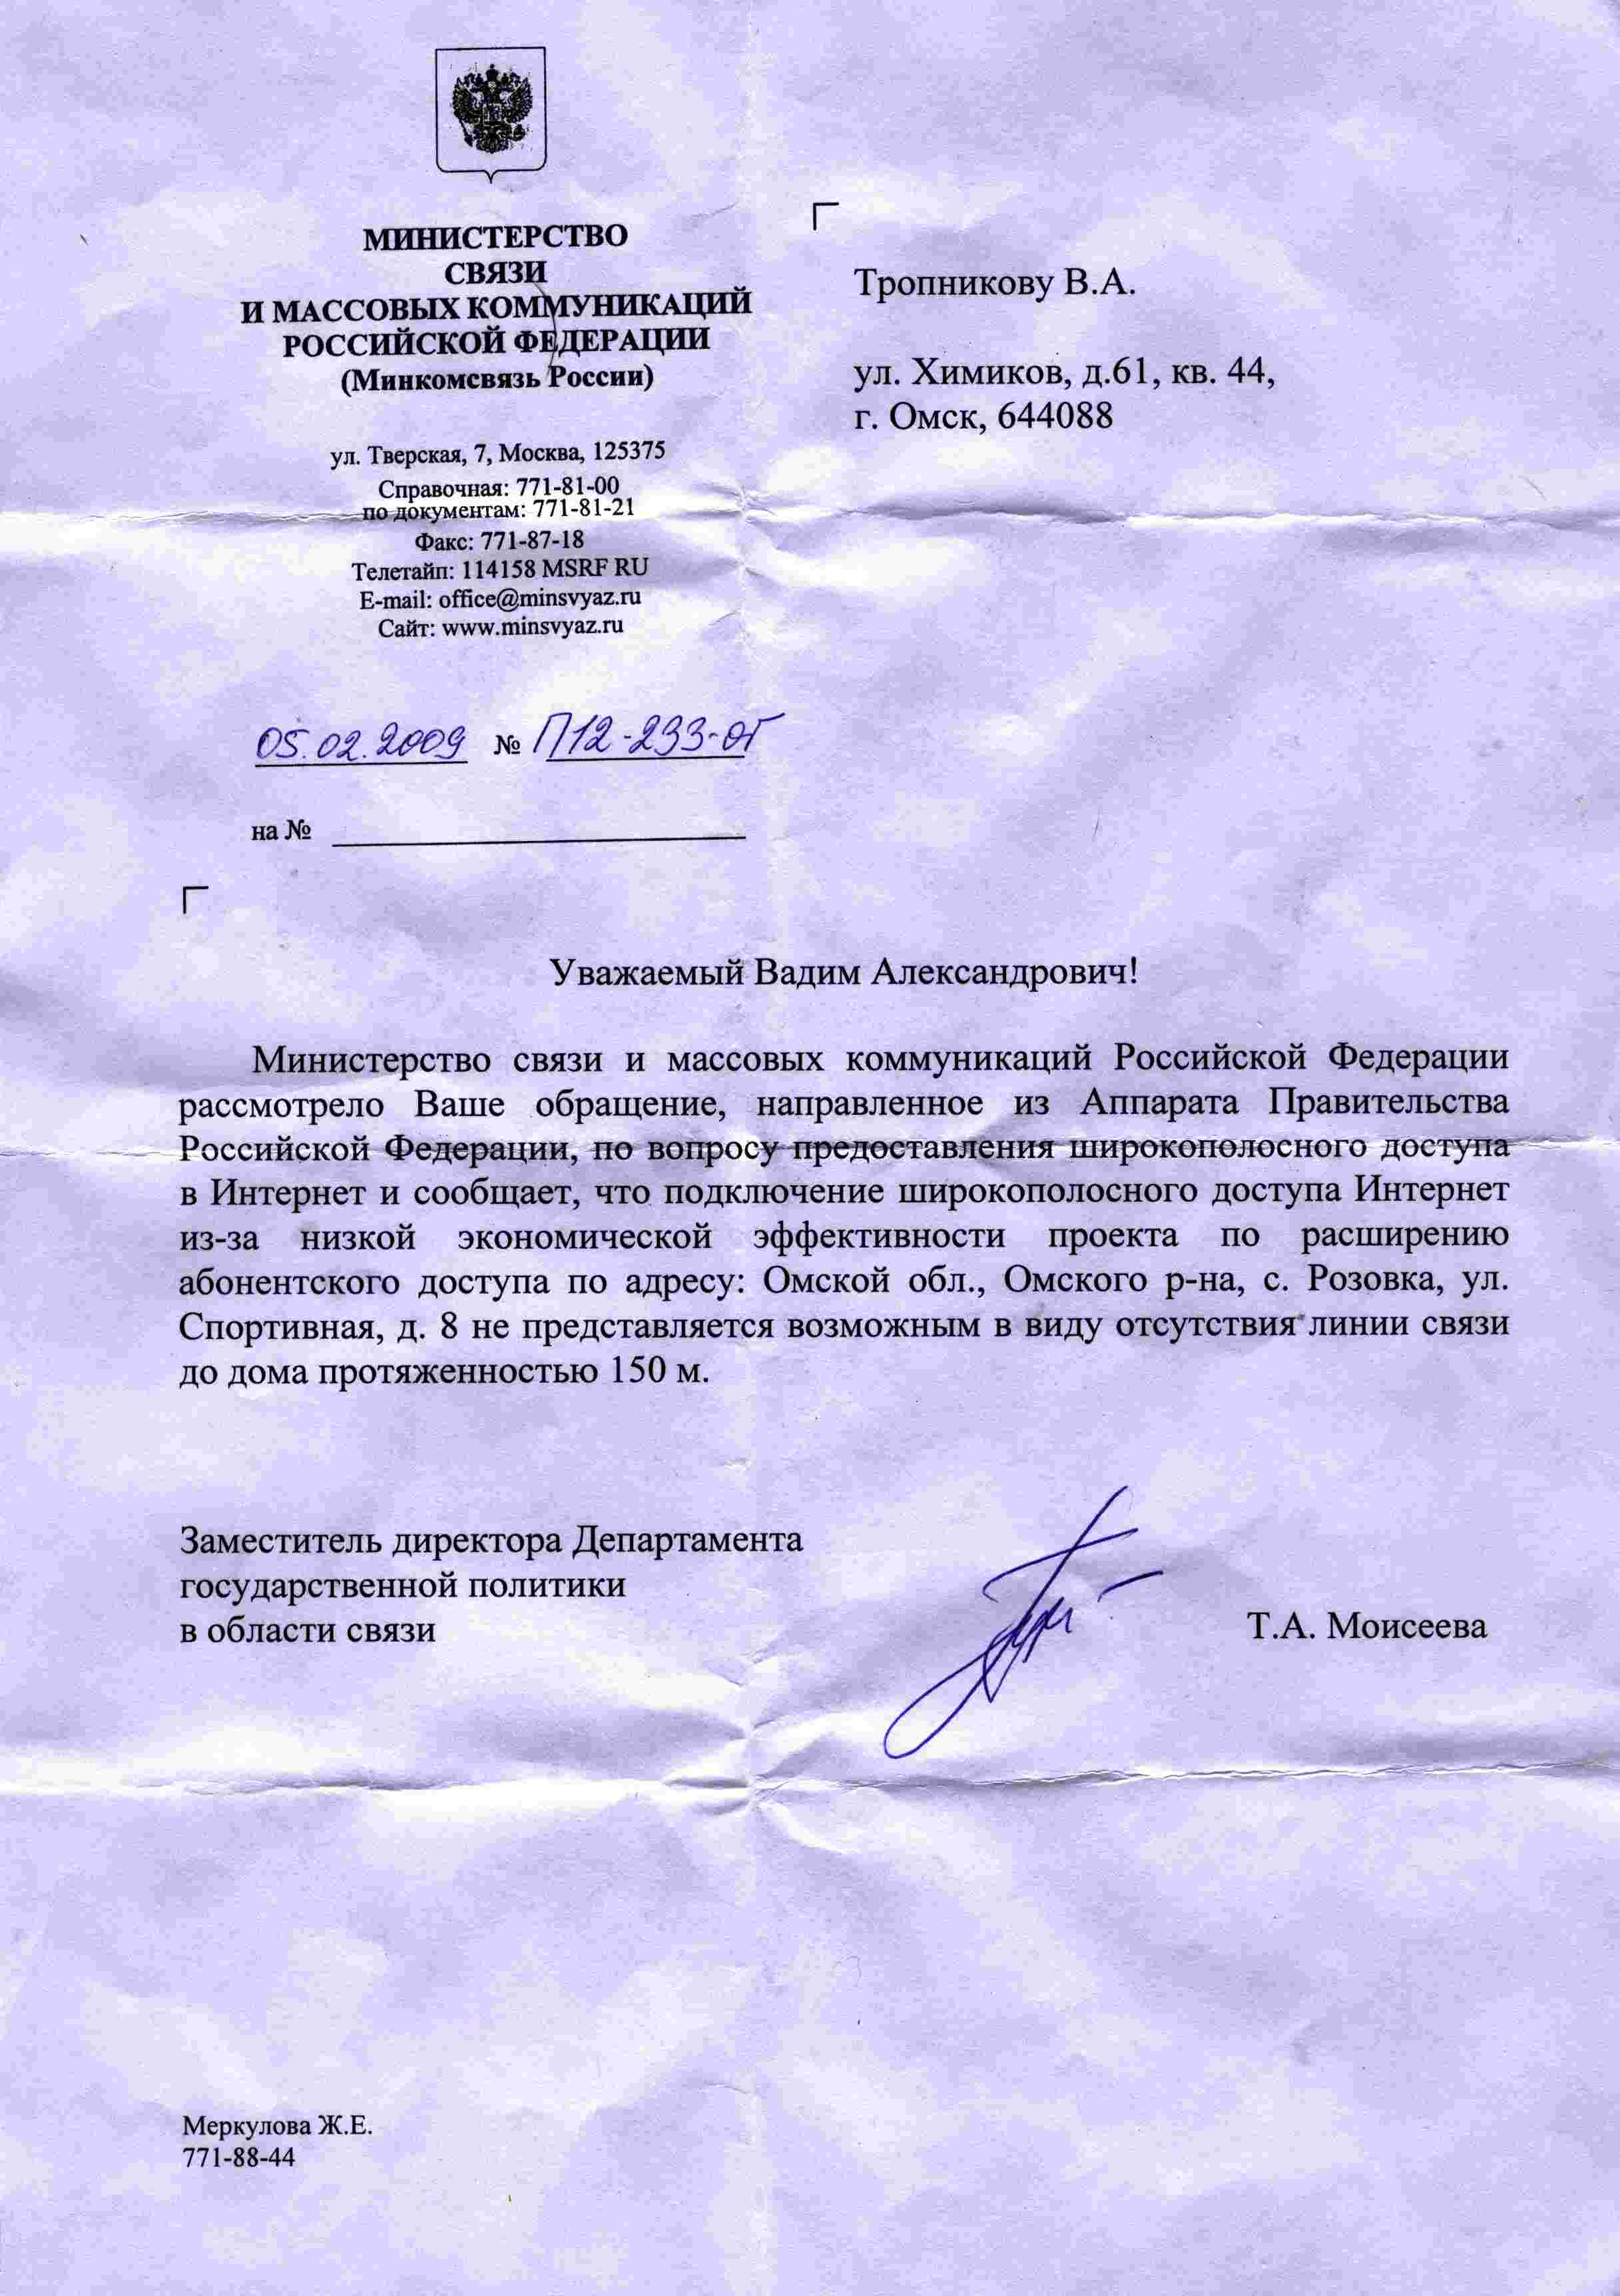 МИНИСТЕРСТВО
СВЯЗИ
И МАССОВЫХ КОММУНИКАЦИЙ
РОССИЙСКОЙ ФЕДЕРАЦИИ
(Минкомсвязь России)
ул. Тверская, 7, Москва, 125375
Справочная: 771-81-00
по документам: 771-81-21
Факс: 771-87-18
Телетайп: 114158 MSRF RU
E-mail: office@minsvyaz.ru
Сайт: www.minsvyaz.ru
05.02.2009 № П12-233-ОГ
на №
Тропникову В.А.
ул. Химиков, д.61, кв. 44,
г. Омск, 644088
Уважаемый Вадим Александрович!
Министерство связи и массовых коммуникаций Российской Федерации
рассмотрело Ваше обращение, направленное из Аппарата Правительства
Российской Федерации, по вопросу предоставления широкополосного доступа
в Интернет и сообщает, что подключение широкополосного доступа Интернет
из-за низкой экономической эффективности проекта по расширению
абонентского доступа по адресу: Омской обл., Омского р-на, с. Розовка, ул.
Спортивная, д. 8 не представляется возможным в виду отсутствия линии связи
до дома протяженностью 150 м.
Заместитель директора Департамента
государственной политики
в области связи
Т.А. Моисеева
Меркулова Ж.Е.
771-88-44